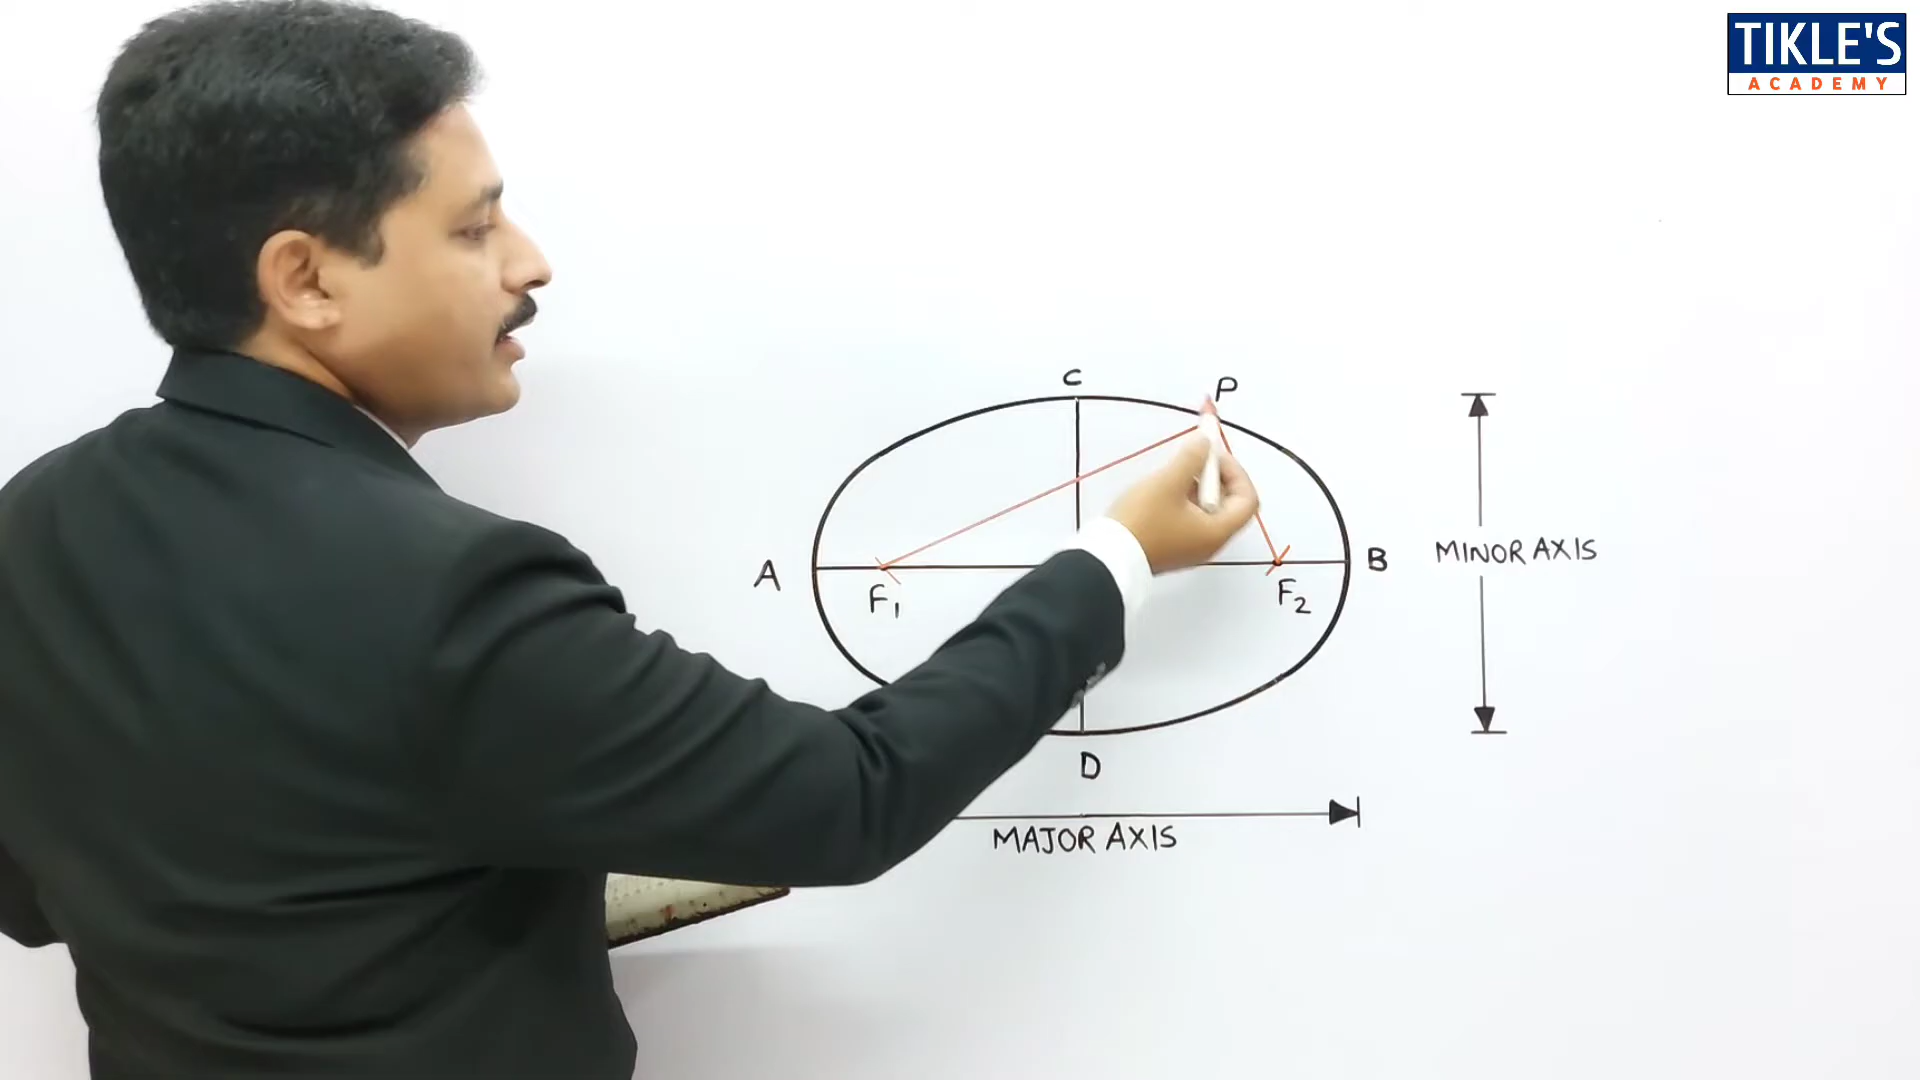 TIKLE'S
ACADEMY
C
P
A
F₁
F₂
B
MINOR AXIS
D
MAJOR AXIS